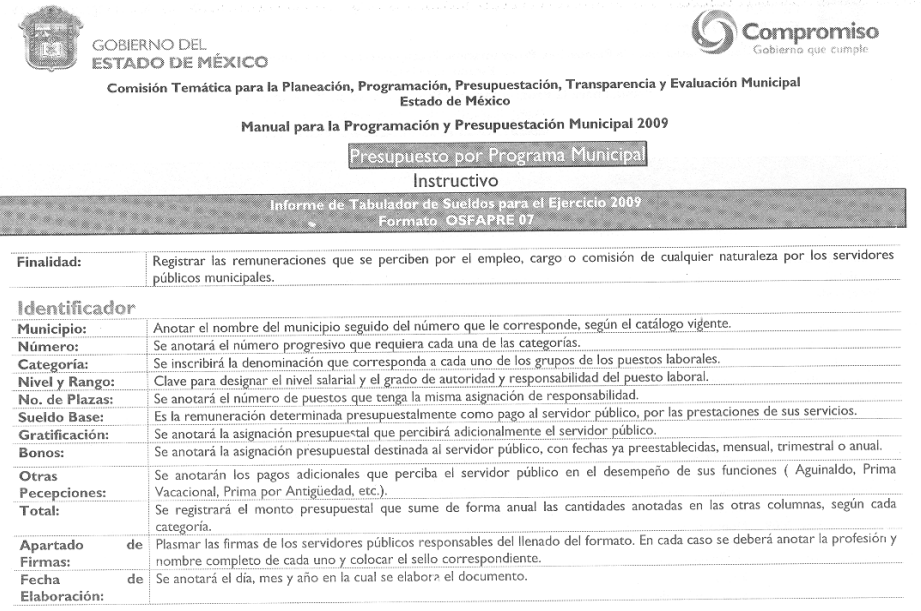 GOBIERNO DEL
ESTADO DE MÉXICO
Compromiso
Gobierno que cumple
Comisión Temática para la Planeación, Programación, Presupuestación, Transparencia y Evaluación Municipal
Estado de México
Manual para la Programación y Presupuestación Municipal 2009
Presupuesto por Programa Municipal
Instructivo
Informe de Tabulador de Sueldos para el Ejercicio 2009
Formato OSFAPRE 07
Finalidad: Registrar las remuneraciones que se perciben por el empleo, cargo o comisión de cualquier naturaleza por los servidores
públicos municipales.
Identificador
Municipio: Anotar el nombre del municipio seguido del número que le corresponde, según el catálogo vigente.
Número: Se anotará el número progresivo que requiera cada una de las categorías.
Categoría: Se inscribirá la denominación que corresponda a cada uno de los grupos de los puestos laborales.
Nivel y Rango: Clave para designar el nivel salarial y el grado de autoridad y responsabilidad del puesto laboral.
No. de Plazas: Se anotará el número de puestos que tenga la misma asignación de responsabilidad.
Sueldo Base: Es la remuneración determinada presupuestalmente como pago al servidor público, por las prestaciones de sus servicios.
Gratificación: Se anotará la asignación presupuestal que percibirá adicionalmente el servidor público.
Bonos: Se anotará la asignación presupuestal destinada al servidor público, con fechas ya preestablecidas, mensual, trimestral o anual.
Otras Se anotarán los pagos adicionales que perciba el servidor público en el desempeño de sus funciones ( Aguinaldo, Prima
Pecepciones: Vacacional, Prima por Antigüedad, etc.).
Total: Se registrará el monto presupuestal que sume de forma anual las cantidades anotadas en las otras columnas, según cada
categoría.
Apartado de Plasmar las firmas de los servidores públicos responsables del llenado del formato. En cada caso se deberá anotar la profesión y
Firmas: nombre completo de cada uno y colocar el sello correspondiente.
Fecha de Se anotará el día, mes y año en la cual se elabora el documento.
Elaboración: